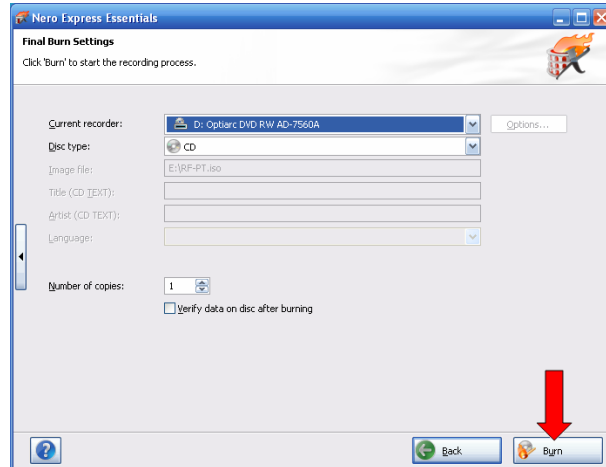 Nero Express Essentials
Final Burn Settings
Click 'Burn' to start the recording process.
Current recorder: D: Optiarc DVD RW AD-7560A Options...
Disc type: CD
Image file: E:\RF-PT.iso
Title (CD TEXT):
Artist (CD TEXT):
Language:
Number of copies: 1
Verify data on disc after burning
? Back Burn